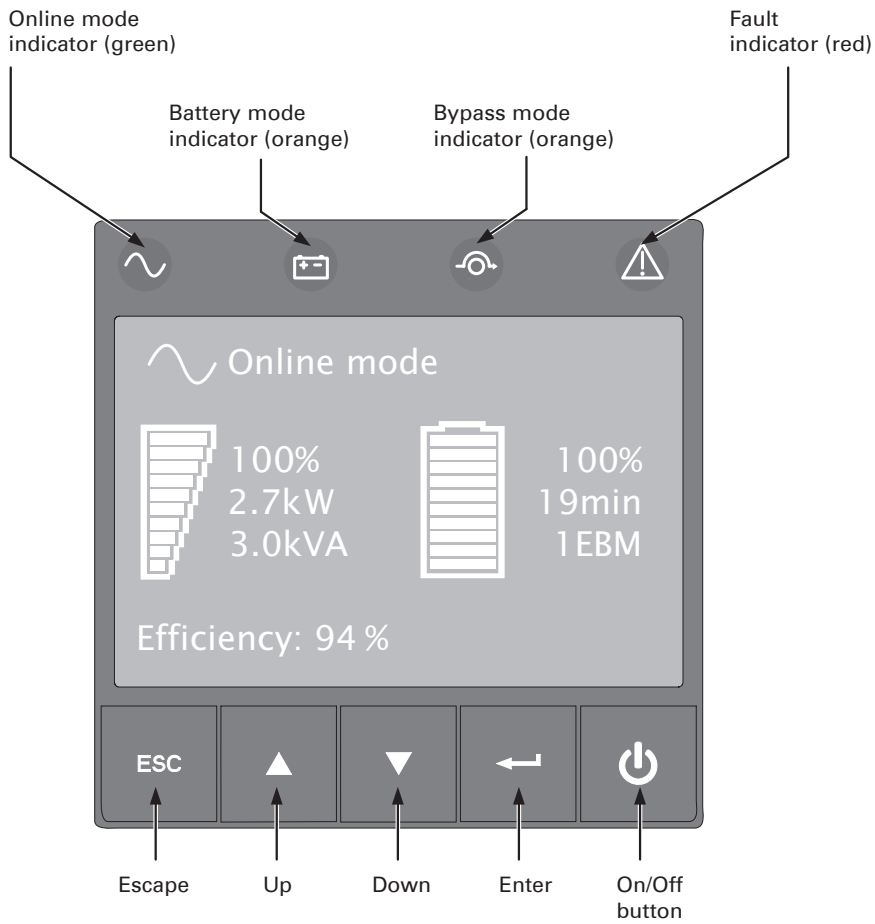 Online mode
indicator (green)
Fault
indicator (red)
Battery mode
indicator (orange)
Bypass mode
indicator (orange)
Online mode
100%
2.7kW
3.0kVA
100%
19min
1EBM
Efficiency: 94 %
ESC
Escape
Up
Down
Enter
On/Off
button